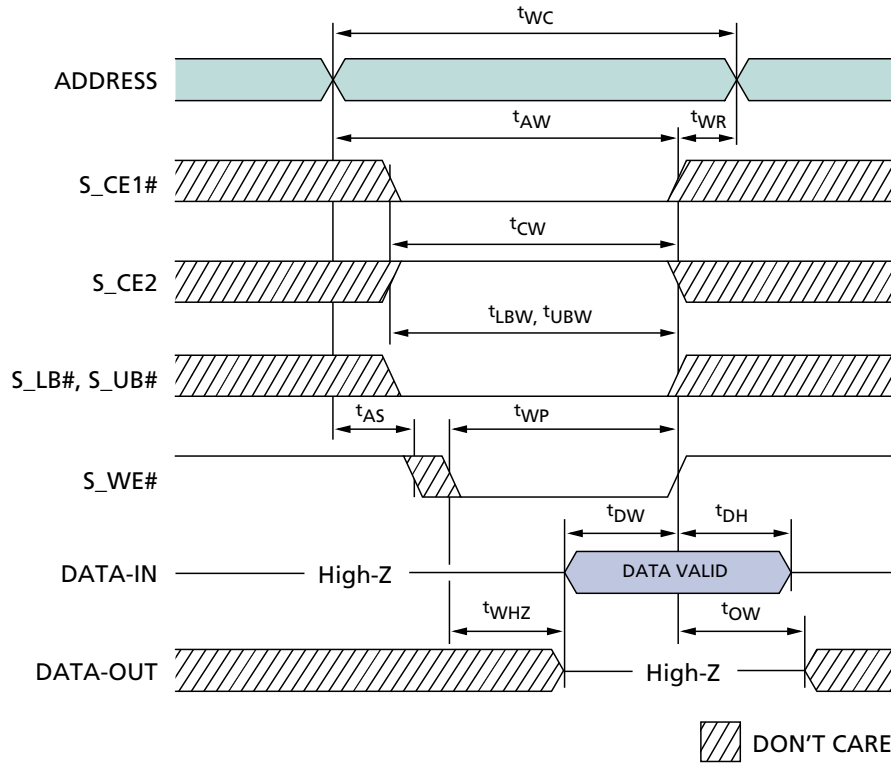 tWC
ADDRESS
tAW
tWR
S_CE1#
tCW
S_CE2
tLBW, tUBW
S_LB#, S_UB#
tAS
tWP
S_WE#
tDW
tDH
DATA-IN
High-Z
DATA VALID
tWHZ
tOW
DATA-OUT
High-Z
DON'T CARE